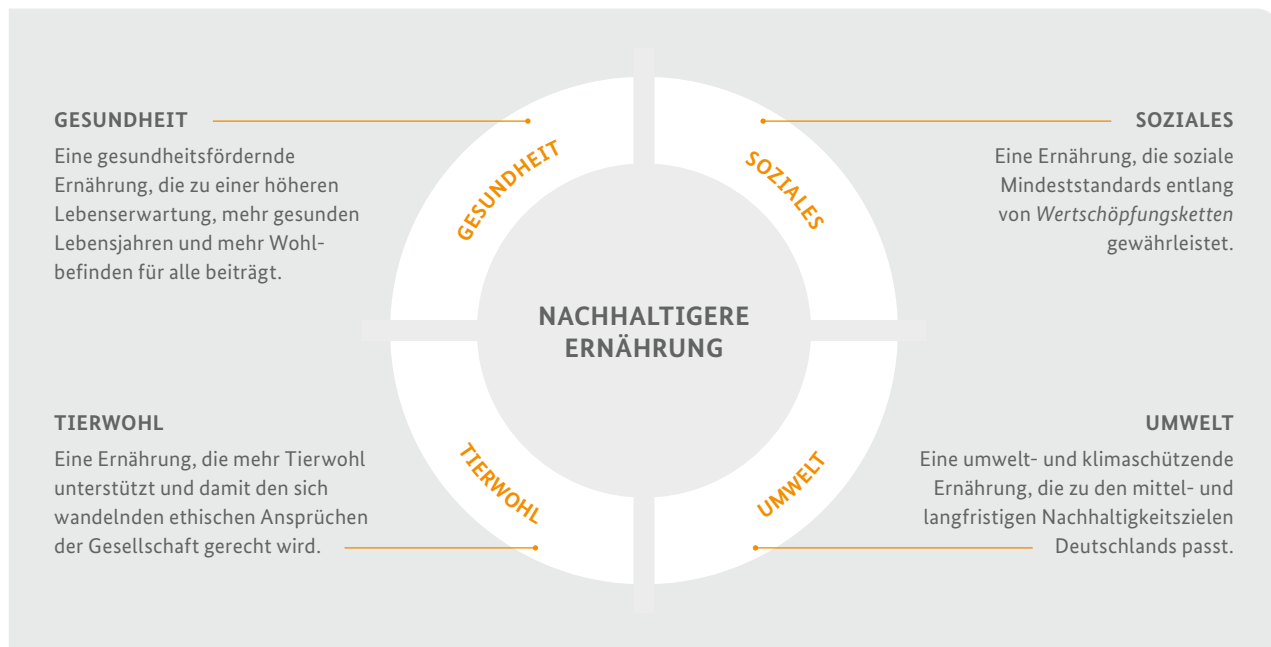 GESUNDHEIT
Eine gesundheitsfördernde
Ernährung, die zu einer höheren
Lebenserwartung, mehr gesunden
Lebensjahren und mehr Wohl-
befinden für alle beiträgt.
GESUNDHEIT
SOZIALES
SOZIALES
Eine Ernährung, die soziale
Mindeststandards entlang
von Wertschöpfungsketten
gewährleistet.
NACHHALTIGERE
ERNÄHRUNG
TIERWOHL
Eine Ernährung, die mehr Tierwohl
unterstützt und damit den sich
wandelnden ethischen Ansprüchen
der Gesellschaft gerecht wird.
TIERWOHL
UMWELT
UMWELT
Eine umwelt- und klimaschützende
Ernährung, die zu den mittel- und
langfristigen Nachhaltigkeitszielen
Deutschlands passt.